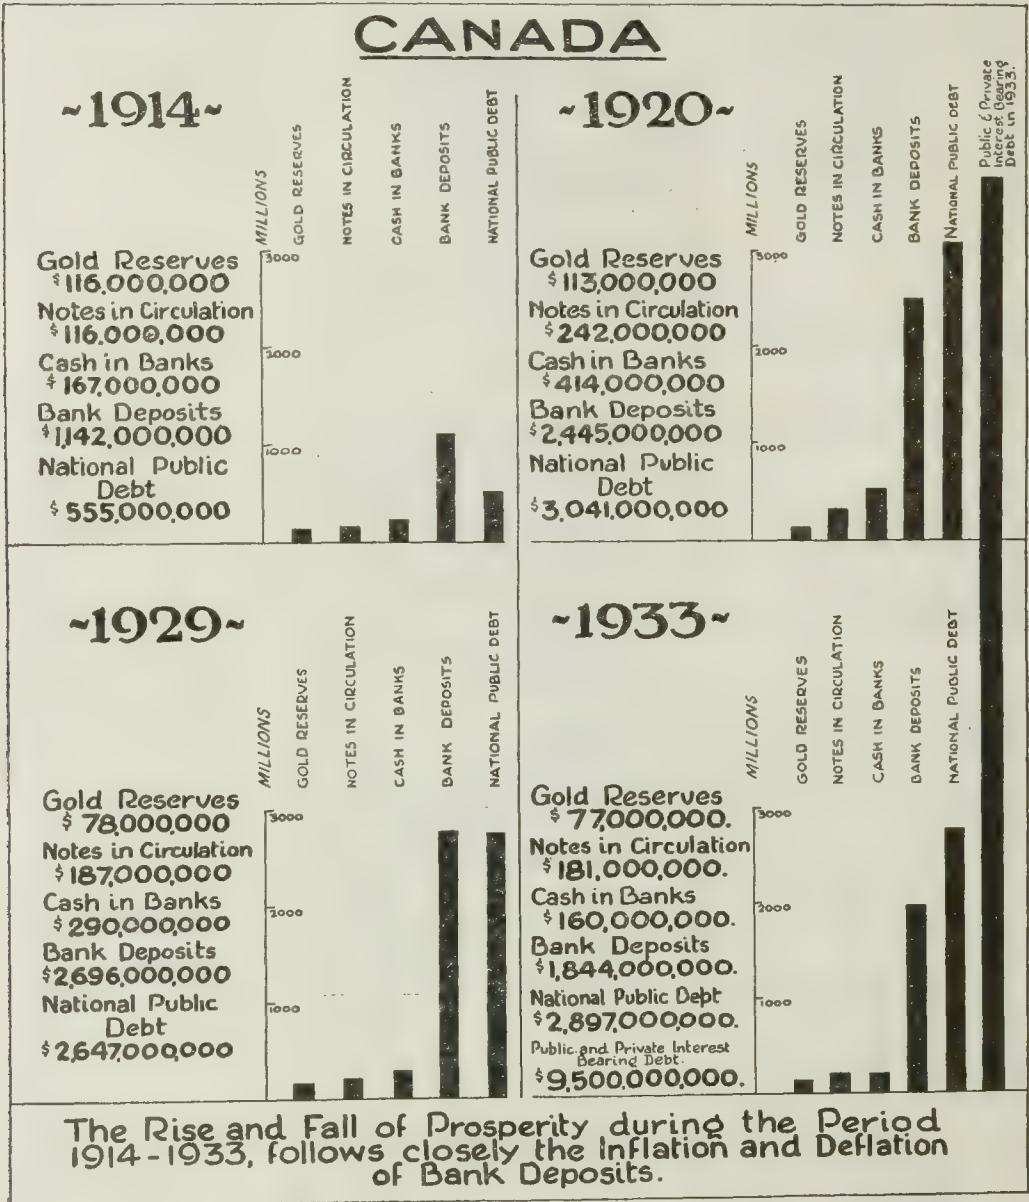 CANADA
~1914~
MILLIONS
GOLD RESERVES
NOTES IN CIRCULATION
CASH IN BANKS
BANK DEPOSITS
NATIONAL PUBLIC DEBT
Gold Reserves
$116,000,000
Notes in Circulation
$116,000,000
Cash in Banks
$167,000,000
Bank Deposits
$1,142,000,000
National Public
Debt
$555,000,000
3000
2000
1000
~1920~
MILLIONS
GOLD RESERVES
NOTES IN CIRCULATION
CASH IN BANKS
BANK DEPOSITS
NATIONAL PUBLIC DEBT
Public & Private
Interest Bearing
Debt in 1933.
Gold Reserves
$113,000,000
Notes in Circulation
$242,000,000
Cash in Banks
$414,000,000
Bank Deposits
$2,445,000,000
National Public
Debt
$3,041,000,000
3000
2000
1000
~1929~
MILLIONS
GOLD RESERVES
NOTES IN CIRCULATION
CASH IN BANKS
BANK DEPOSITS
NATIONAL PUBLIC DEBT
Gold Reserves
$78,000,000
Notes in Circulation
$187,000,000
Cash in Banks
$290,000,000
Bank Deposits
$2,696,000,000
National Public
Debt
$2,647,000,000
3000
2000
1000
~1933~
MILLIONS
GOLD RESERVES
NOTES IN CIRCULATION
CASH IN BANKS
BANK DEPOSITS
NATIONAL PUBLIC DEBT
Gold Reserves
$77,000,000.
Notes in Circulation
$181,000,000.
Cash in Banks
$160,000,000.
Bank Deposits
$1,844,000,000.
National Public Debt
$2,897,000,000.
Public and Private Interest
Bearing Debt.
$9,500,000,000.
3000
2000
1000
The Rise and Fall of Prosperity during the Period
1914-1933, follows closely the Inflation and Deflation
of Bank Deposits.